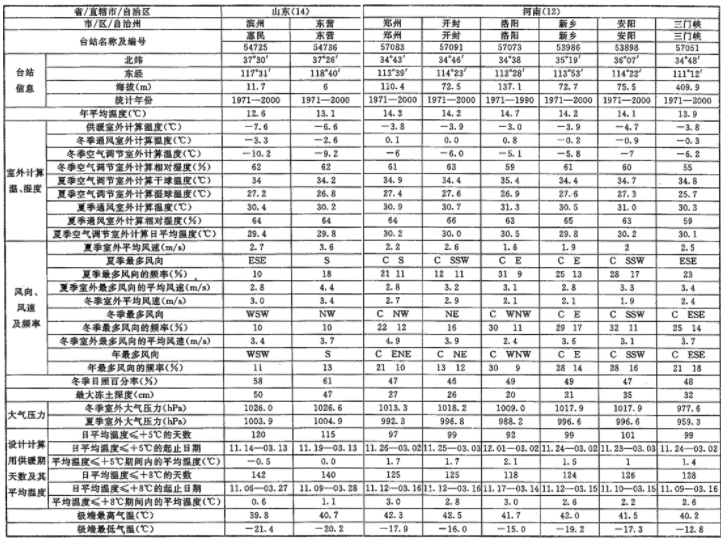 省/直辖市/自治区 山东(14) 河南(12)
市/区/自治州 滨州 东营 郑州 开封 洛阳 新乡 安阳 三门峡
台站名称及编号 惠民 东营 郑州 开封 洛阳 新乡 安阳 三门峡
54725 54736 57083 57091 57073 53986 53898 57051
台站信息 北纬 37°30′ 37°26′ 34°43′ 34°46′ 34°38 35°19′ 36°07′ 34°48′
东经 117°31′ 118°40′ 113°39′ 114°23′ 112°28′ 113°53′ 114°22′ 111°12′
海拔(m) 11.7 6 110.4 72.5 137.1 72.7 75.5 409.9
统计年份 1971—2000 1971—2000 1971—2000 1971—2000 1971—1990 1971—2000 1971—2000 1971—2000
年平均温度(℃) 12.6 13.1 14.3 14.2 14.7 14.2 14.1 13.9
室外计算温、湿度 供暖室外计算温度(℃) −7.6 −6.6 −3.8 −3.9 −3.0 −3.9 −4.7 −3.8
冬季通风室外计算温度(℃) −3.3 −2.6 0.1 0.0 0.8 −0.2 −0.9 −0.3
冬季空气调节室外计算温度(℃) −10.2 −9.2 −6 −6.0 −5.1 −5.8 −7 −6.2
冬季空气调节室外计算相对湿度(%) 62 62 61 63 59 61 60 55
夏季空气调节室外计算干球温度(℃) 34 34.2 34.9 34.4 35.4 34.4 34.7 34.8
夏季空气调节室外计算湿球温度(℃) 27.2 26.8 27.4 27.6 26.9 27.6 27.3 25.7
夏季通风室外计算温度(℃) 30.4 30.2 30.9 30.7 31.3 30.5 31.0 30.3
夏季通风室外计算相对湿度(%) 64 64 64 66 63 65 63 59
夏季空气调节室外计算日平均温度(℃) 29.4 29.8 30.2 30.0 30.5 29.8 30.2 30.1
风向、风速及频率 夏季室外平均风速(m/s) 2.7 3.6 2.2 2.6 1.6 1.9 2 2.5
夏季最多风向 ESE S C S C SSW C E C E C SSW ESE
夏季最多风向的频率(%) 10 18 21 11 12 11 31 9 25 13 28 17 23
夏季室外最多风向的平均风速(m/s) 2.8 4.4 2.8 3.2 3.1 2.8 3.3 3.4
冬季室外平均风速(m/s) 3.0 3.4 2.7 2.9 2.1 2.1 1.9 2.4
冬季最多风向 WSW NW C NW NE C WNW C E C SSW C ESE
冬季最多风向的频率(%) 10 10 22 12 16 30 11 29 17 32 11 25 14
冬季室外最多风向的平均风速(m/s) 3.4 3.7 4.9 3.9 2.4 3.6 3.1 3.7
年最多风向 WSW S C ENE C NE C WNW C E C SSW C ESE
年最多风向的频率(%) 11 13 21 10 13 12 30 9 28 14 28 16 21 18
冬季日照百分率(%) 58 61 47 46 49 49 47 48
最大冻土深度(cm) 50 47 27 26 20 21 35 32
大气压力 冬季室外大气压力(hPa) 1026.0 1026.6 1013.3 1018.2 1009.0 1017.9 1017.9 977.6
夏季室外大气压力(hPa) 1003.9 1004.9 992.3 996.8 988.2 996.6 996.6 959.3
设计计算用供暖期天数及其平均温度 日平均温度≤+5℃的天数 120 115 97 99 92 99 101 99
日平均温度≤+5℃的起止日期 11.14—03.13 11.19—03.13 11.26—03.02 11.25—03.03 12.01—03.02 11.24—03.02 11.23—03.03 11.24—03.02
平均温度≤+5℃期间内的平均温度(℃) −0.5 0.0 1.7 1.7 2.1 1.5 1 1.4
日平均温度≤+8℃的天数 142 140 125 125 118 124 126 128
日平均温度≤+8℃的起止日期 11.06—03.27 11.09—03.28 11.12—03.16 11.12—03.16 11.17—03.14 11.12—03.15 11.10—03.15 11.09—03.16
平均温度≤+8℃期间内的平均温度(℃) 0.6 1.1 3.0 2.8 3.0 2.6 2.2 2.6
极端最高气温(℃) 39.8 40.7 42.3 42.5 41.7 42.0 41.5 40.2
极端最低气温(℃) −21.4 −20.2 −17.9 −16.0 −15.0 −19.2 −17.3 −12.8